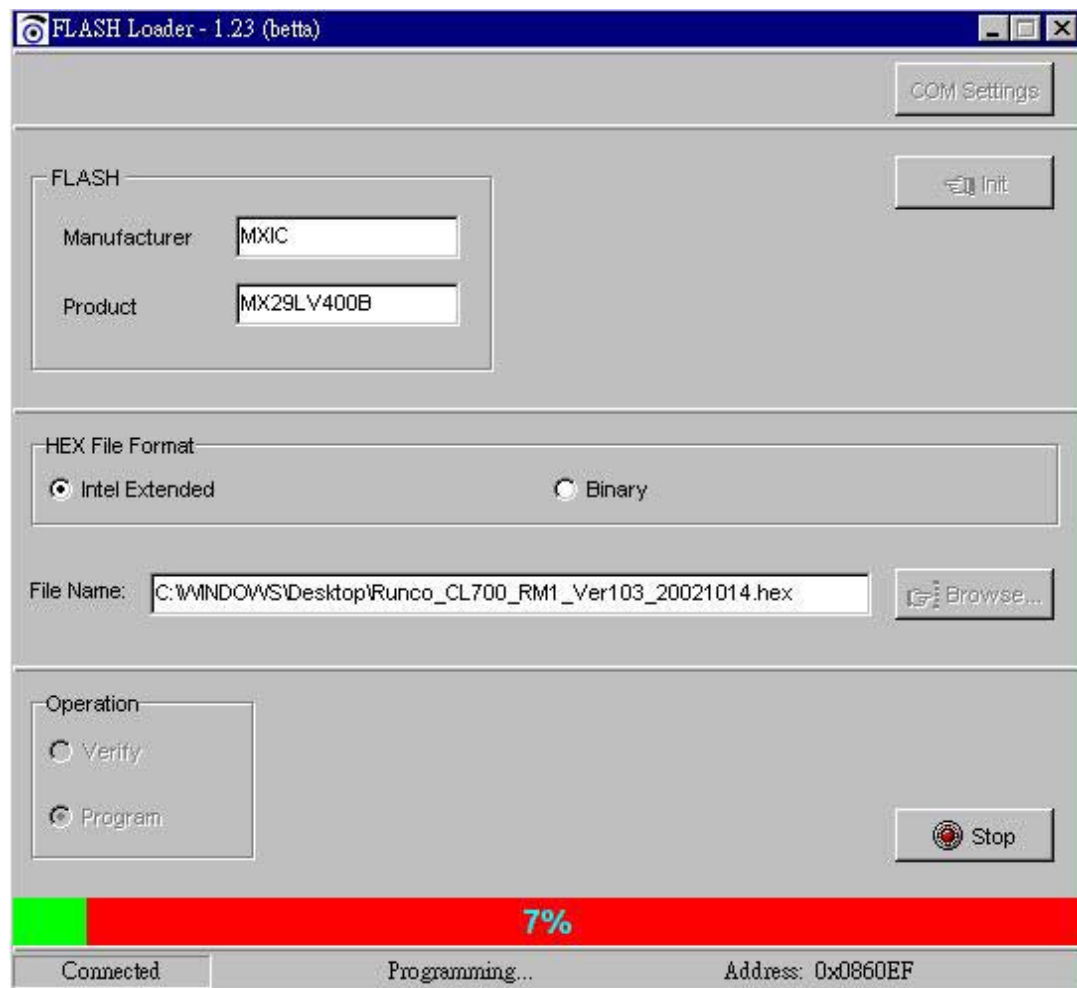 FLASH Loader - 1.23 (betta)
COM Settings
FLASH
Init
Manufacturer MXIC
Product MX29LV400B
HEX File Format
Intel Extended Binary
File Name: C:\WINDOWS\Desktop\Runco_CL700_RM1_Ver103_20021014.hex Browse...
Operation
Verify
Program
Stop
7%
Connected Programming... Address: 0x0860EF